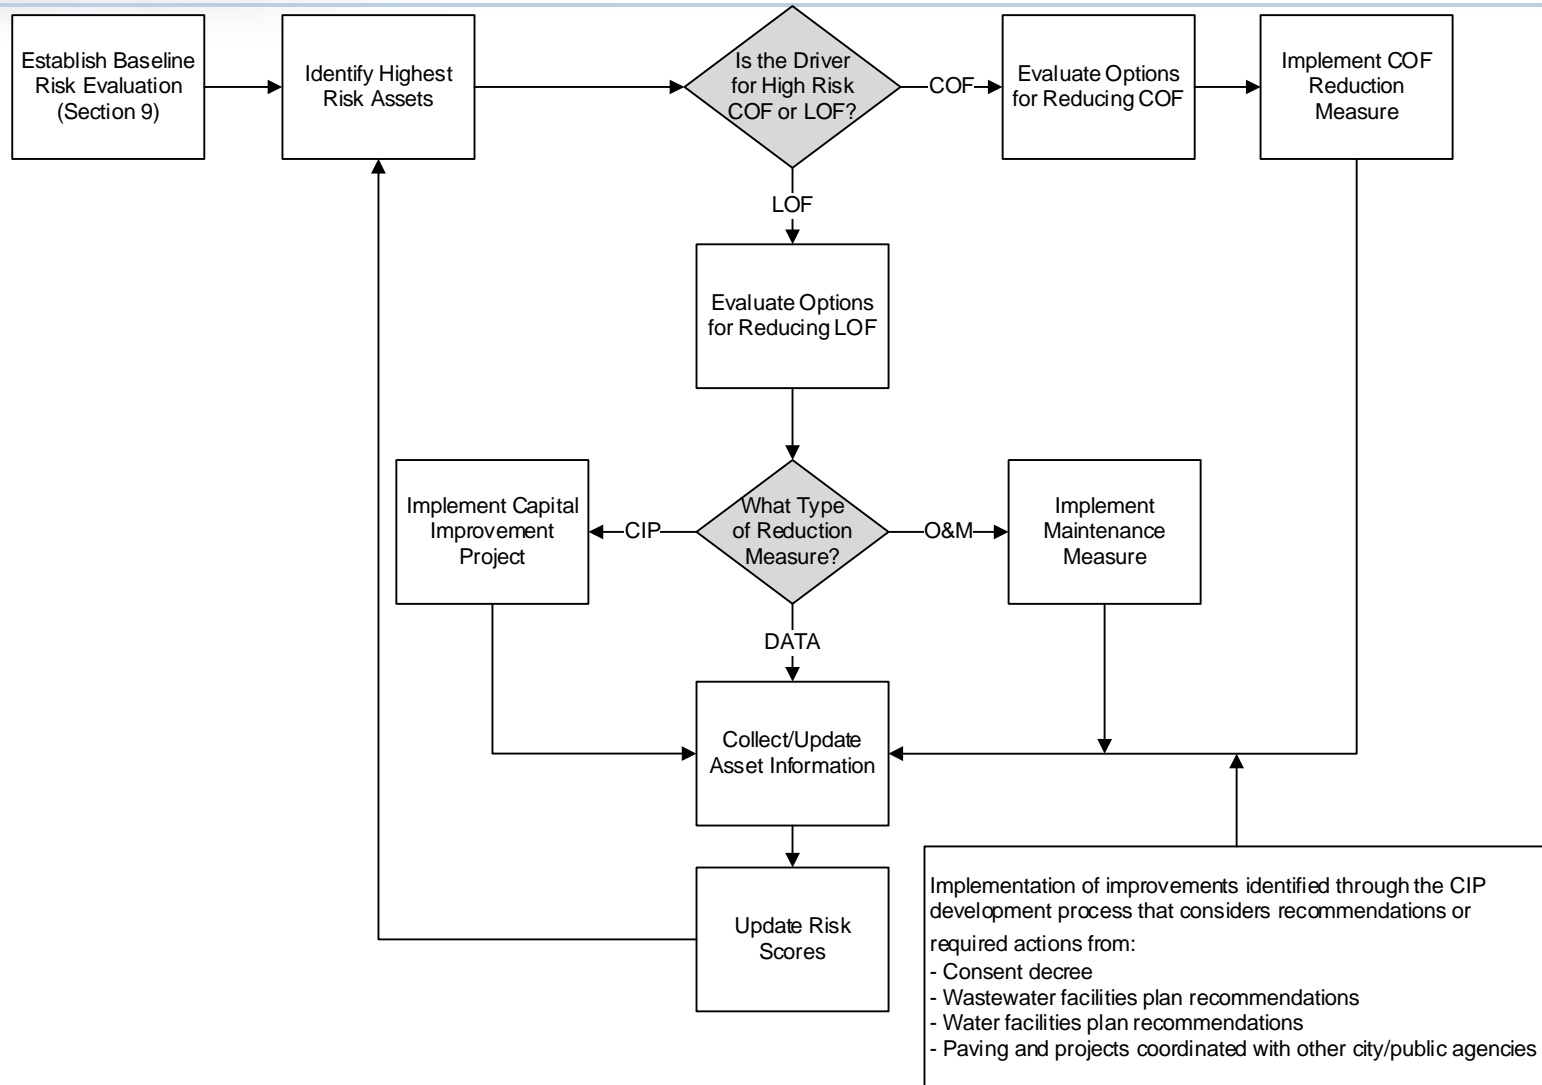 Establish Baseline
Risk Evaluation
(Section 9)
Identify Highest
Risk Assets
Is the Driver
for High Risk
COF or LOF?
COF
Evaluate Options
for Reducing COF
Implement COF
Reduction
Measure
LOF
Evaluate Options
for Reducing LOF
Implement Capital
Improvement
Project
CIP
What Type
of Reduction
Measure?
O&M
Implement
Maintenance
Measure
DATA
Collect/Update
Asset Information
Update Risk
Scores
Implementation of improvements identified through the CIP
development process that considers recommendations or
required actions from:
- Consent decree
- Wastewater facilities plan recommendations
- Water facilities plan recommendations
- Paving and projects coordinated with other city/public agencies